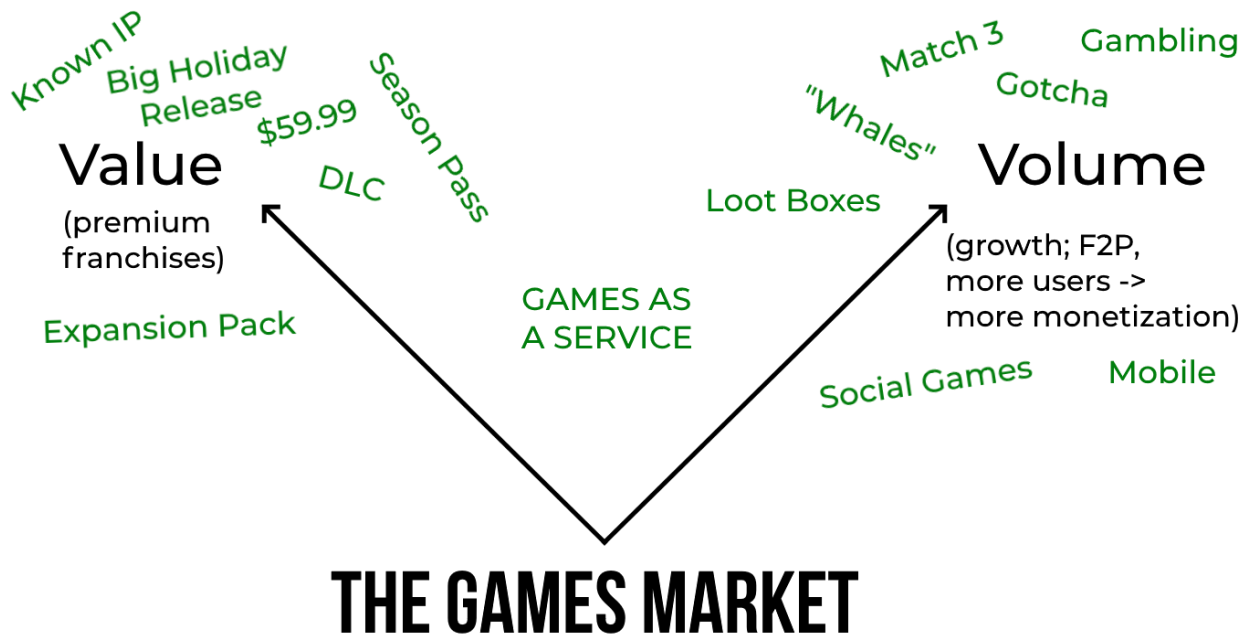 Known IP
Big Holiday
Release
$59.99
Season Pass
DLC
Value
(premium
franchises)
Expansion Pack
GAMES AS
A SERVICE
Match 3
Gambling
Gotcha
"Whales"
Loot Boxes
Volume
(growth; F2P,
more users ->
more monetization)
Social Games
Mobile
THE GAMES MARKET